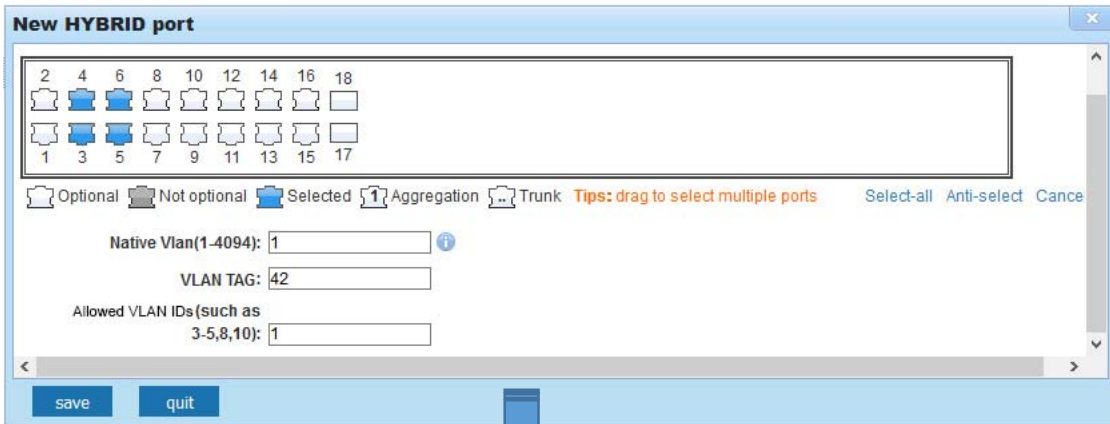 New HYBRID port
2 4 6 8 10 12 14 16 18
1 3 5 7 9 11 13 15 17
Optional Not optional Selected 1 Aggregation .. Trunk Tips: drag to select multiple ports Select-all Anti-select Cance
Native Vlan(1-4094): 1
VLAN TAG: 42
Allowed VLAN IDs(such as
3-5,8,10): 1
save quit